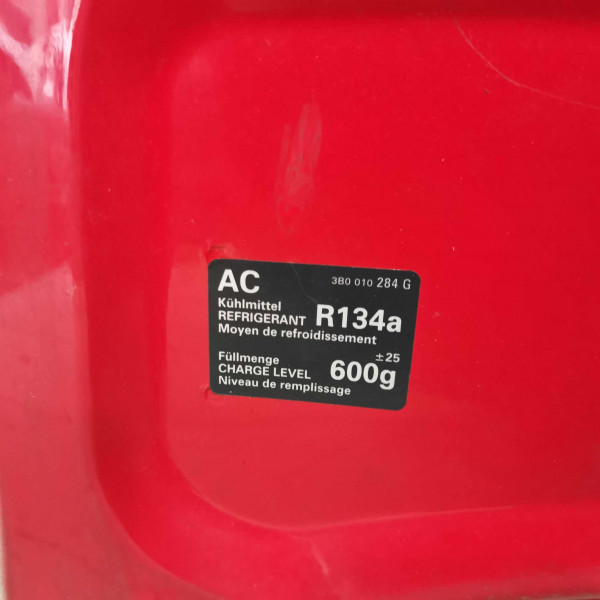 AC 3B0 010 284 G
Kühlmittel
REFRIGERANT R134a
Moyen de refroidissement
±25
Füllmenge
CHARGE LEVEL 600g
Niveau de remplissage